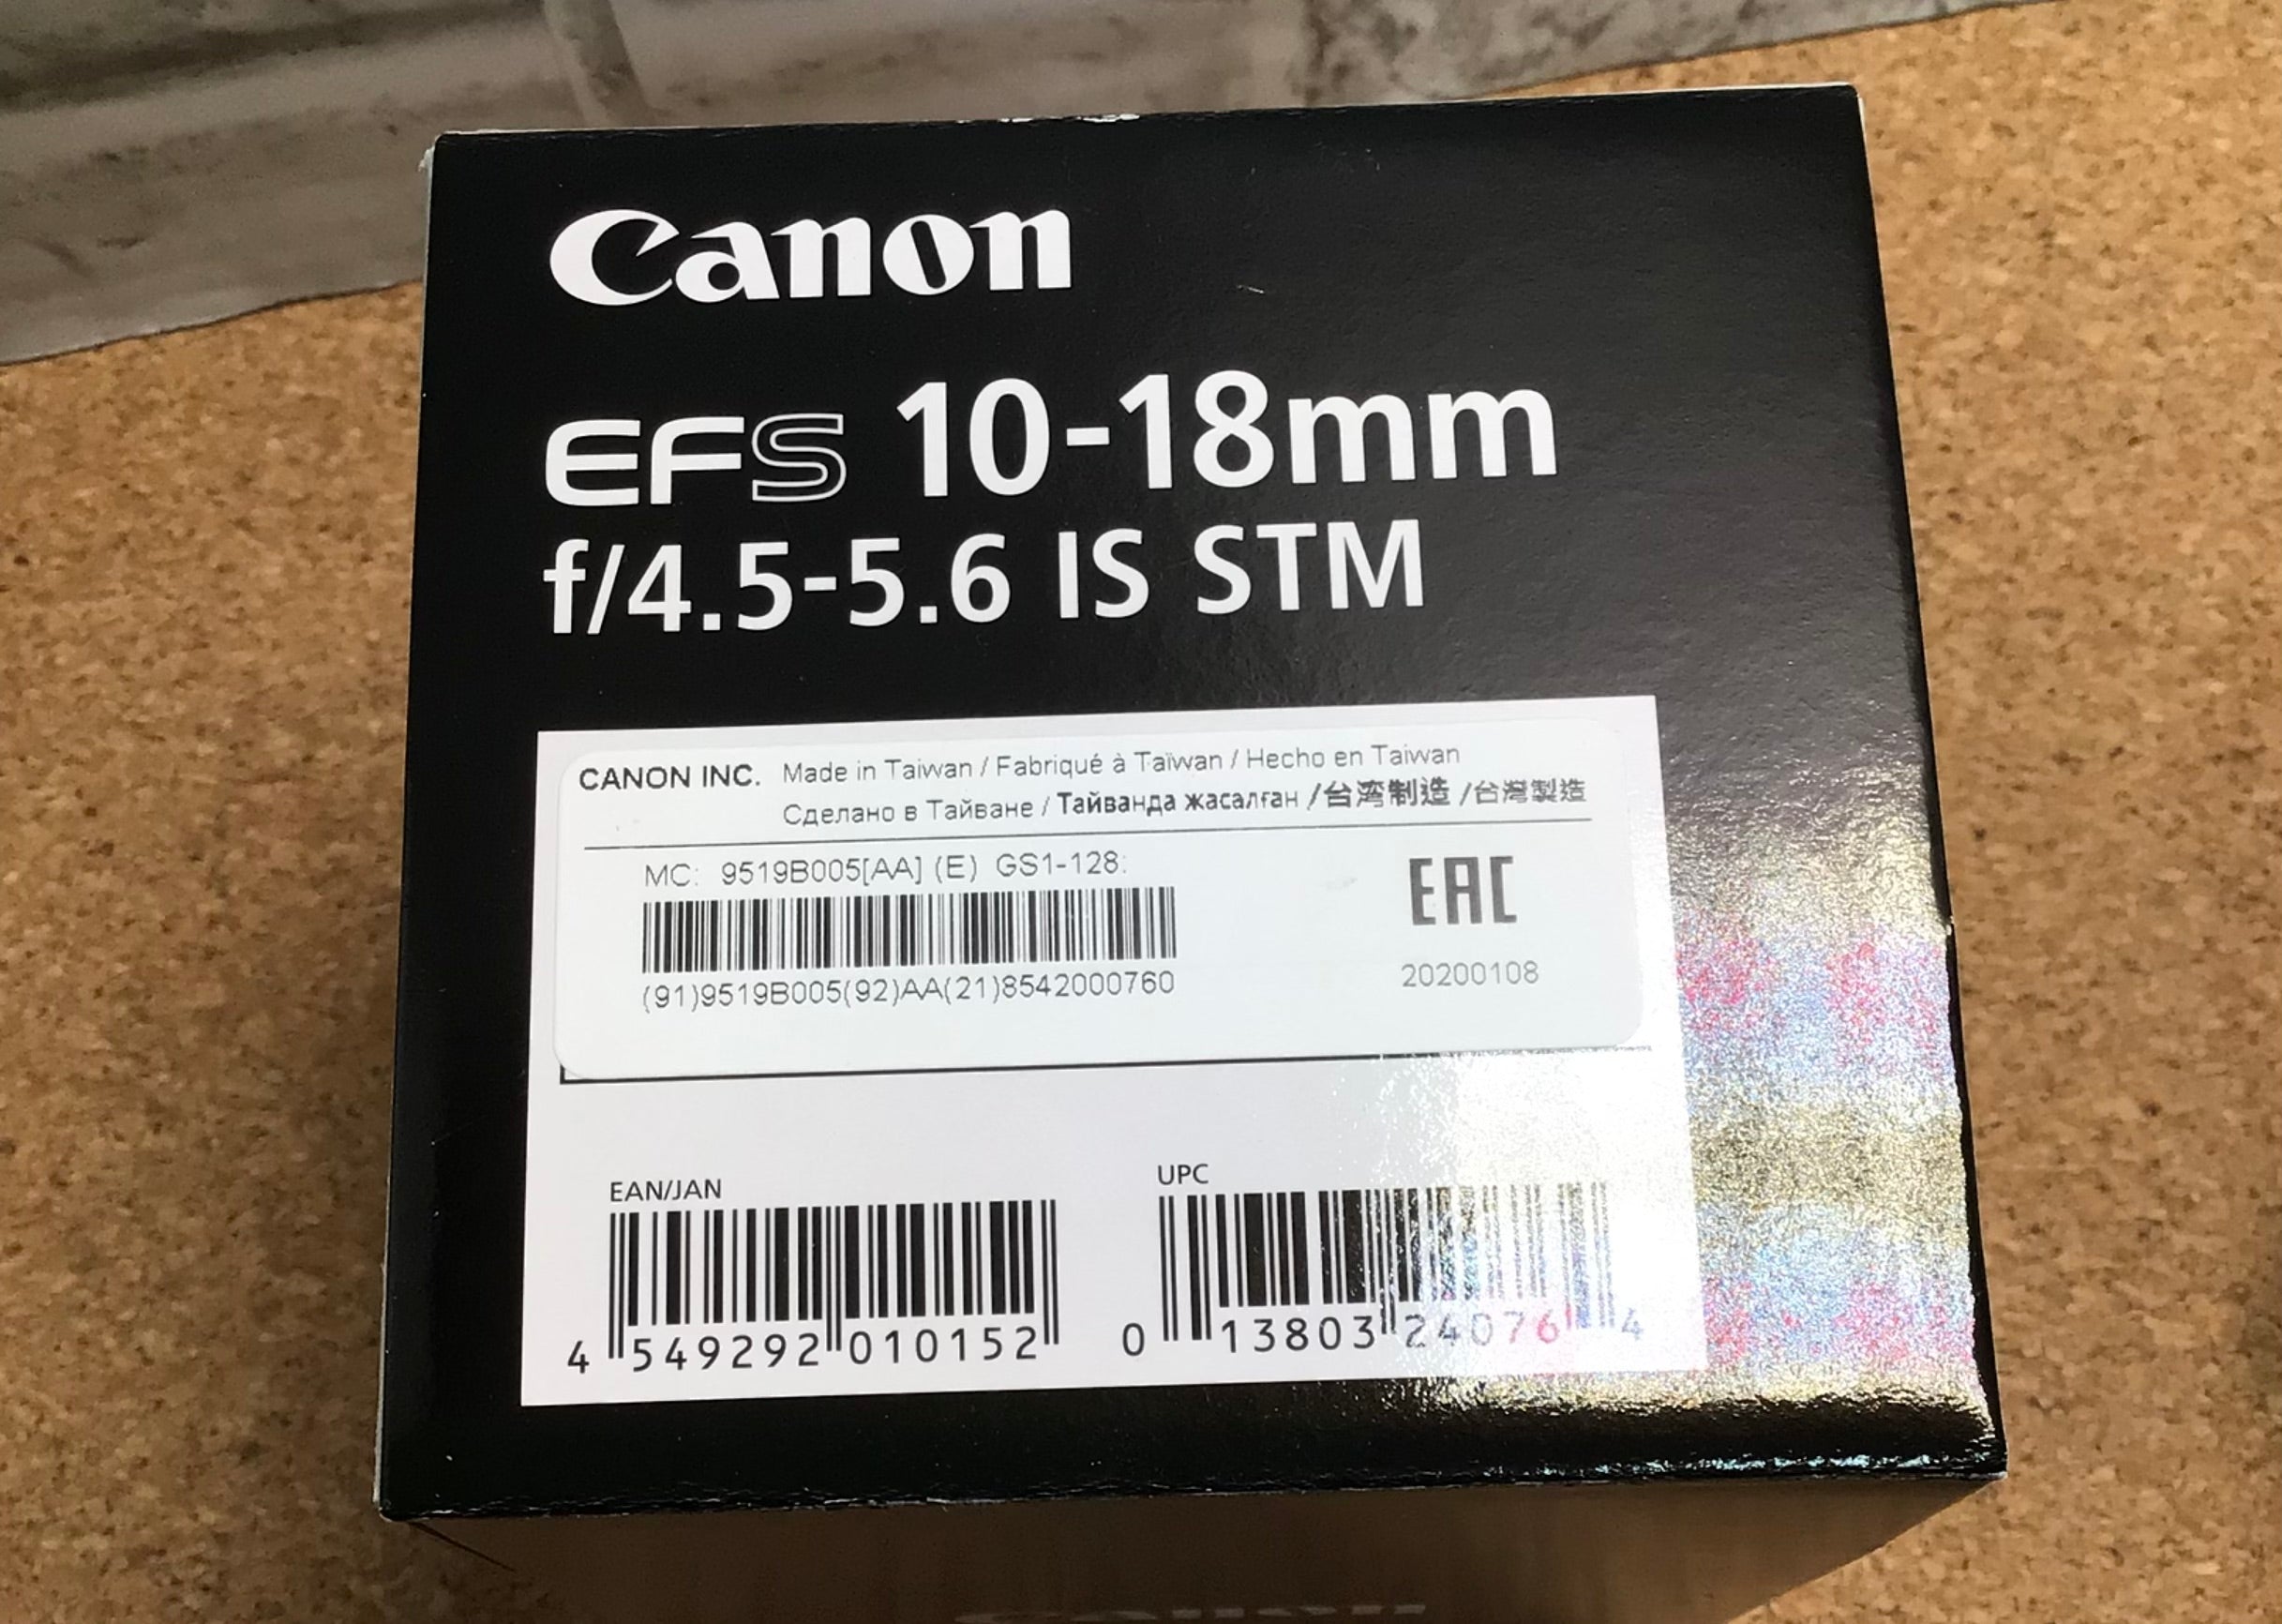 Canon
EFS 10-18mm
f/4.5-5.6 IS STM
CANON INC. Made in Taiwan / Fabriqué à Taïwan / Hecho en Taiwan
Сделано в Тайване / Тайванда жасалған /台湾制造 /台灣製造
MC: 9519B005[AA] (E) GS1-128:
EAC
(91)9519B005(92)AA(21)8542000760
20200108
EAN/JAN
UPC
4 549292 010152
0 13803 24076 4